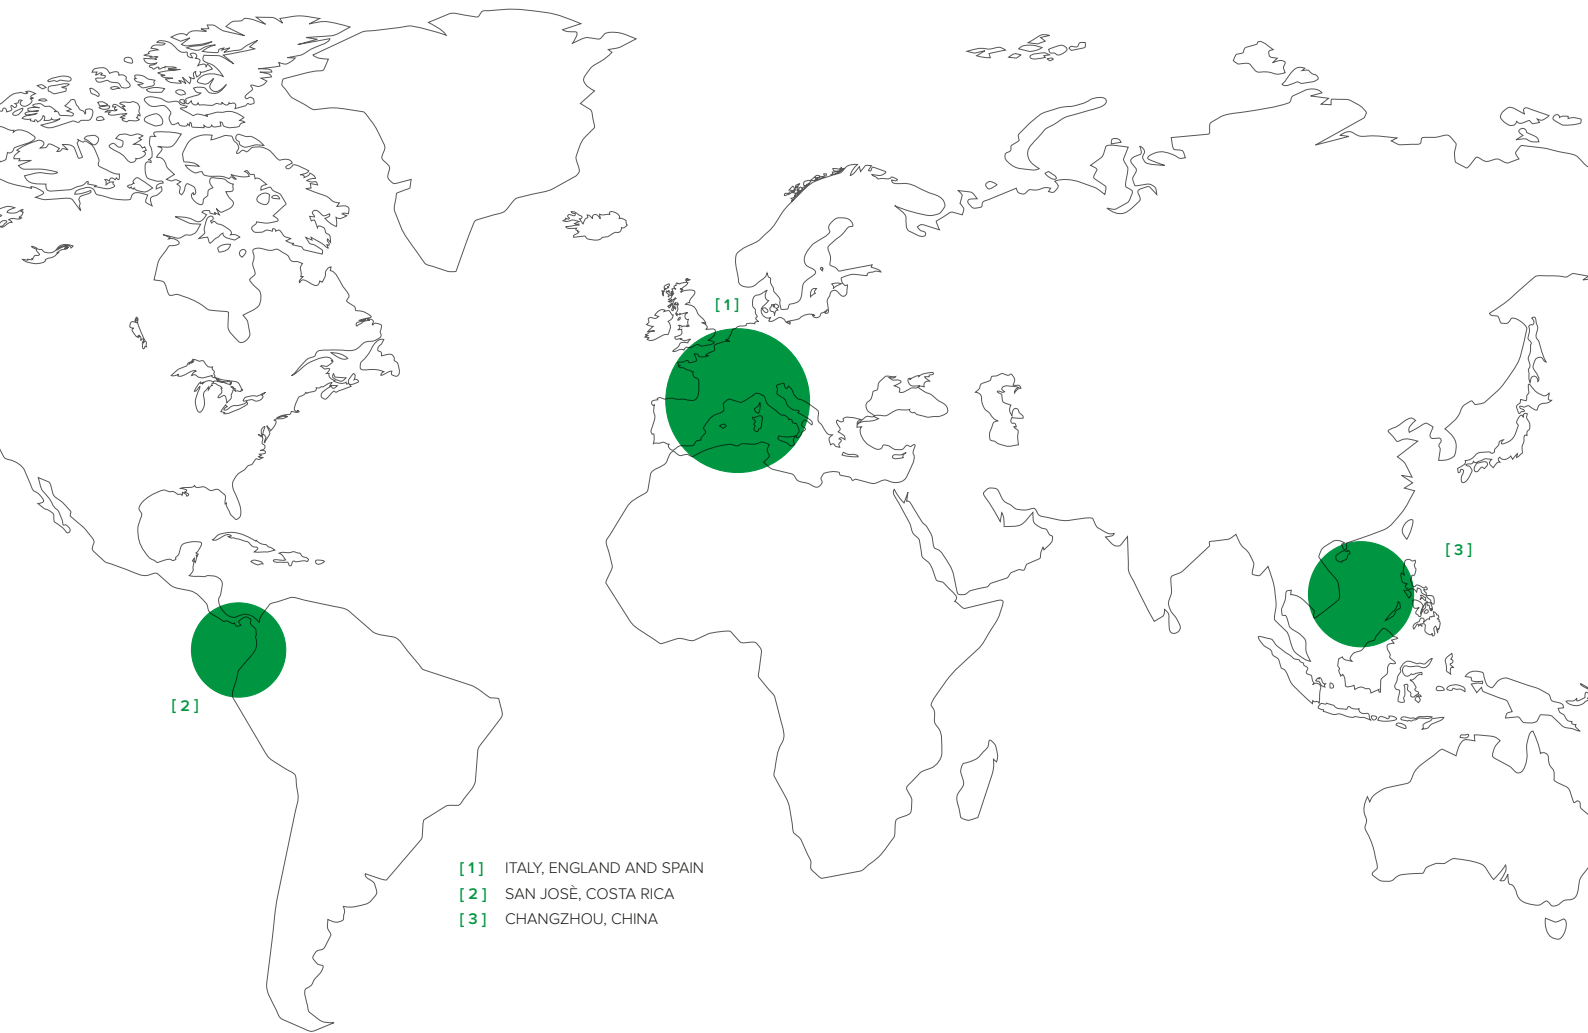 [ 1 ]
[ 3 ]
[ 2 ]
[ 1 ] ITALY, ENGLAND AND SPAIN
[ 2 ] SAN JOSÈ, COSTA RICA
[ 3 ] CHANGZHOU, CHINA